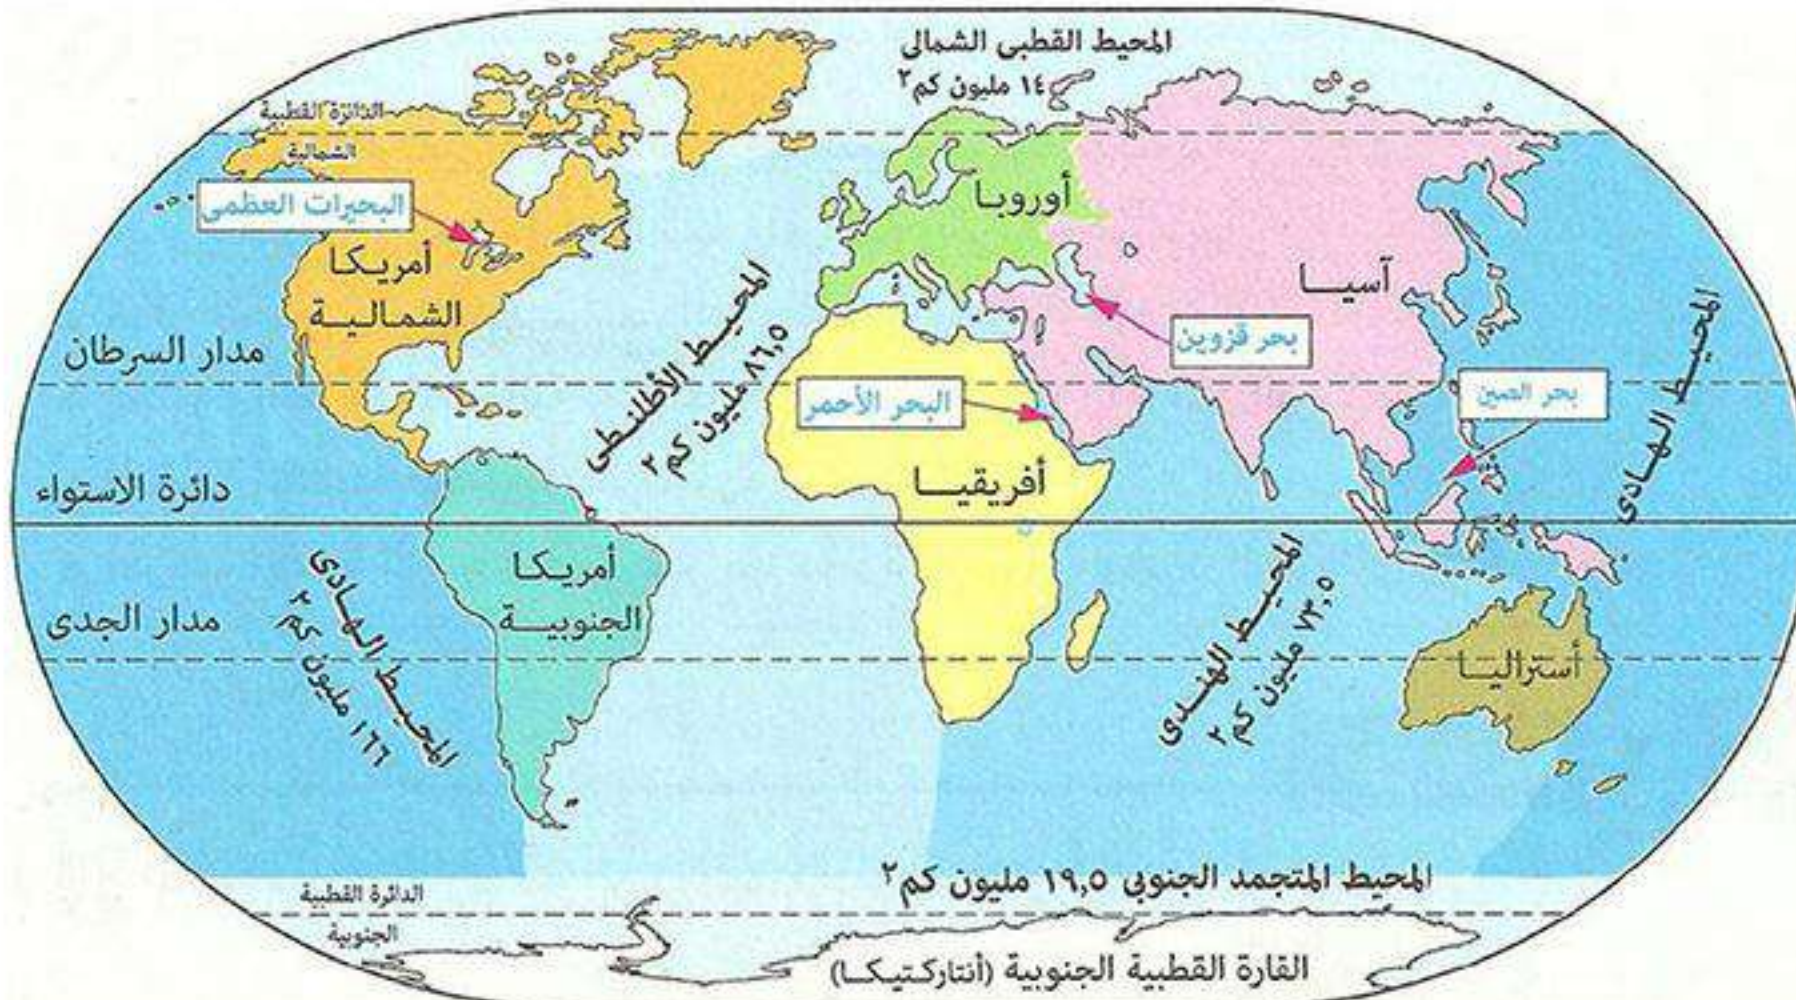 المحيط القطبى الشمالى
١٤ مليون كم٢
الدائرة القطبية
الشمالية
البحيرات العظمى
أمريكا
الشمالية
أوروبا
آسيا
بحر قزوين
مدار السرطان
المحيط الأطلنطى
٨٦,٥ مليون كم٢
البحر الأحمر
بحر الصين
المحيط الهادى
أفريقيا
دائرة الاستواء
أمريكا
الجنوبية
المحيط الهادى
١٦٦ مليون كم٢
المحيط الهندى
٧٣,٥ مليون كم٢
مدار الجدى
أستراليا
المحيط المتجمد الجنوبى ١٩,٥ مليون كم٢
الدائرة القطبية
الجنوبية
القارة القطبية الجنوبية (أنتاركتيكا)